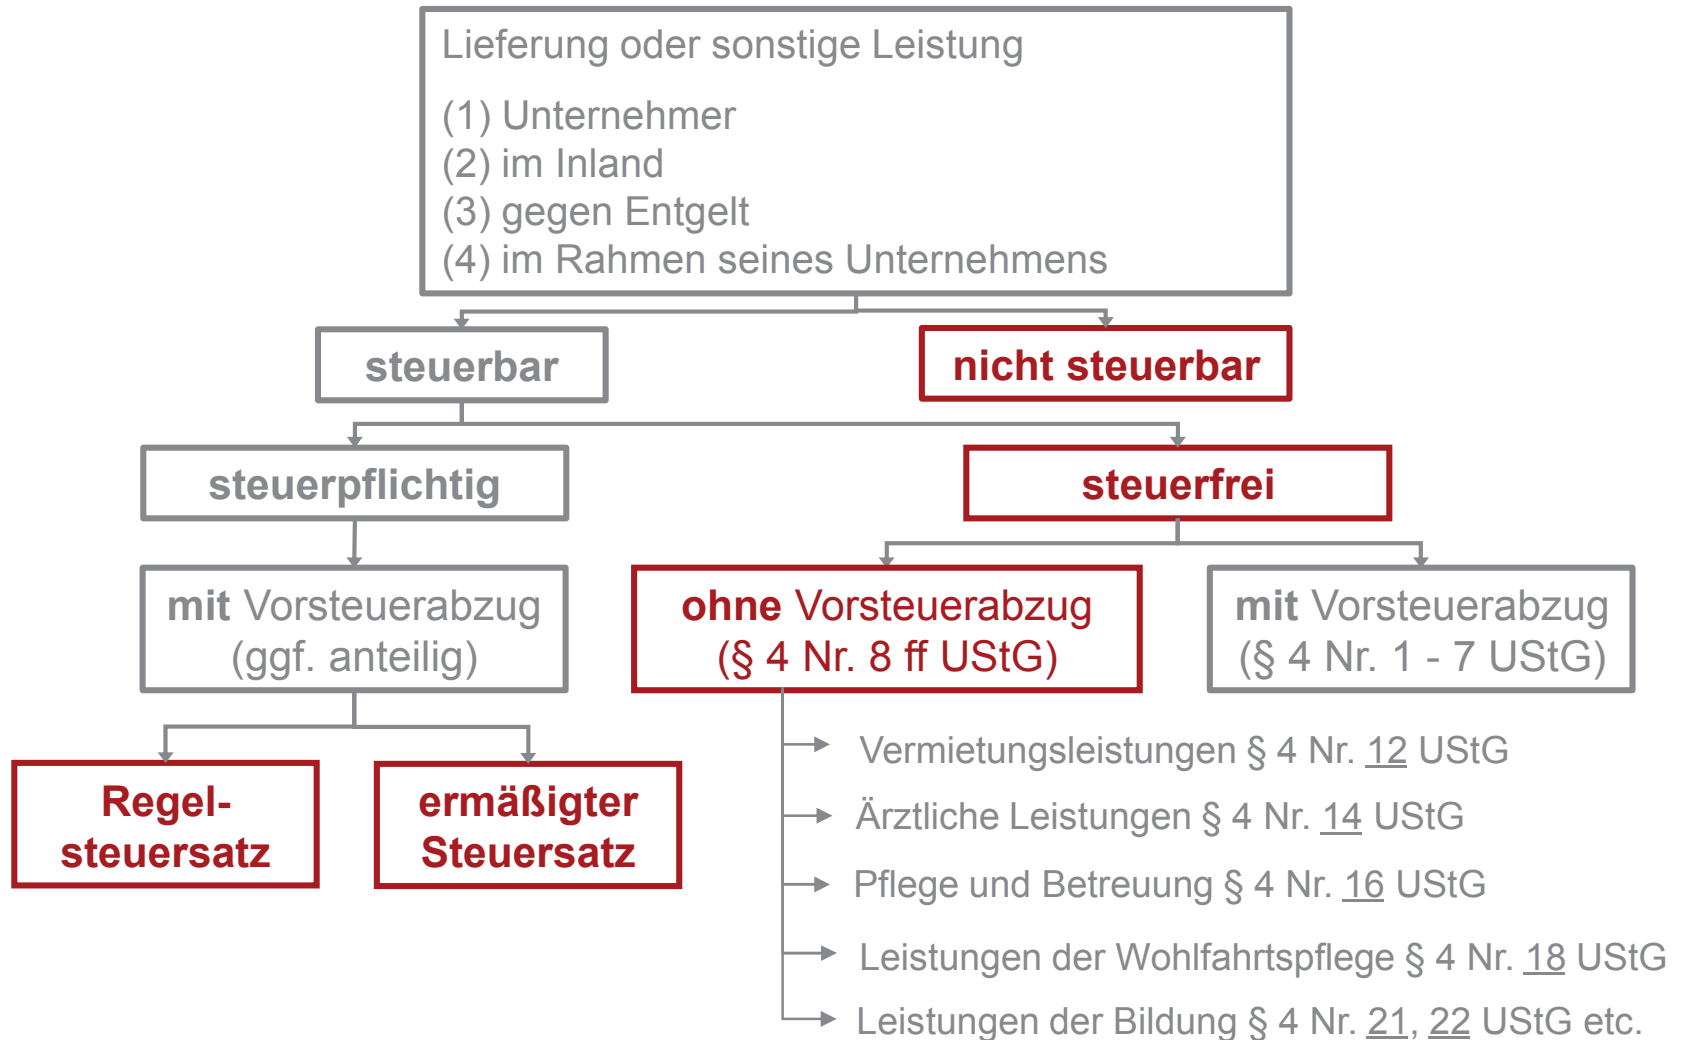 Lieferung oder sonstige Leistung
(1) Unternehmer
(2) im Inland
(3) gegen Entgelt
(4) im Rahmen seines Unternehmens
steuerbar
nicht steuerbar
steuerpflichtig
steuerfrei
mit Vorsteuerabzug
(ggf. anteilig)
ohne Vorsteuerabzug
(§ 4 Nr. 8 ff UStG)
mit Vorsteuerabzug
(§ 4 Nr. 1 - 7 UStG)
Regel-
steuersatz
ermäßigter
Steuersatz
Vermietungsleistungen § 4 Nr. 12 UStG
Ärztliche Leistungen § 4 Nr. 14 UStG
Pflege und Betreuung § 4 Nr. 16 UStG
Leistungen der Wohlfahrtspflege § 4 Nr. 18 UStG
Leistungen der Bildung § 4 Nr. 21, 22 UStG etc.